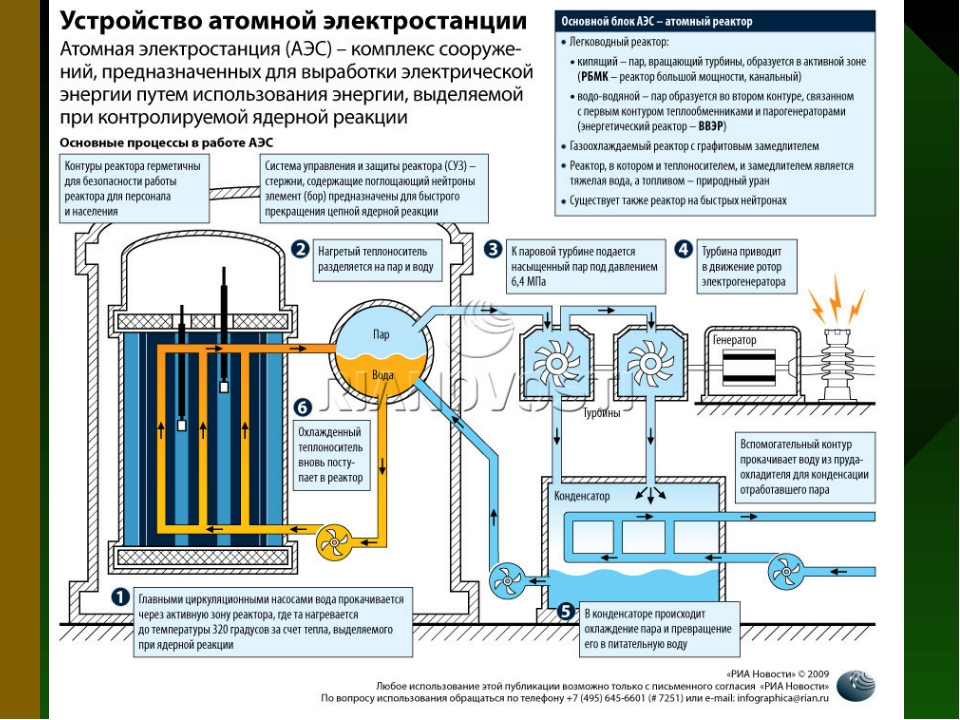 Устройство атомной электростанции
Атомная электростанция (АЭС) – комплекс сооруже-
ний, предназначенных для выработки электрической
энергии путем использования энергии, выделяемой
при контролируемой ядерной реакции
Основные процессы в работе АЭС
Основной блок АЭС – атомный реактор
• Легководный реактор:
• кипящий – пар, вращающий турбины, образуется в активной зоне
(РБМК – реактор большой мощности, канальный)
• водо-водяной – пар образуется во втором контуре, связанном
с первым контуром теплообменниками и парогенераторами
(энергетический реактор – ВВЭР)
• Газоохлаждаемый реактор с графитовым замедлителем
• Реактор, в котором и теплоносителем, и замедлителем является
тяжелая вода, а топливом – природный уран
• Существует также реактор на быстрых нейтронах
Контуры реактора герметичны
для безопасности работы
реактора для персонала
и населения
Система управления и защиты реактора (СУЗ) –
стержни, содержащие поглощающий нейтроны
элемент (бор) предназначены для быстрого
прекращения цепной ядерной реакции
2 Нагретый теплоноситель
разделяется на пар и воду
3 К паровой турбине подается
насыщенный пар под давлением
6,4 МПа
4 Турбина приводит
в движение ротор
электрогенератора
Пар
Вода
Генератор
RIANOVOSTI
Турбины
6
Охлажденный
теплоноситель
вновь посту-
пает в реактор
Вспомогательный контур
прокачивает воду из пруда-
охладителя для конденсации
отработавшего пара
Конденсатор
1 Главными циркуляционными насосами вода прокачивается
через активную зону реактора, где та нагревается
до температуры 320 градусов за счет тепла, выделяемого
при ядерной реакции
5 В конденсаторе происходит
охлаждение пара и превращение
его в питательную воду
«РИА Новости» © 2009
Любое использование этой публикации возможно только с письменного согласия «РИА Новости»
По вопросу использования обращаться по телефону +7 (495) 645-6601 (# 7251) или e-mail: infographica@rian.ru